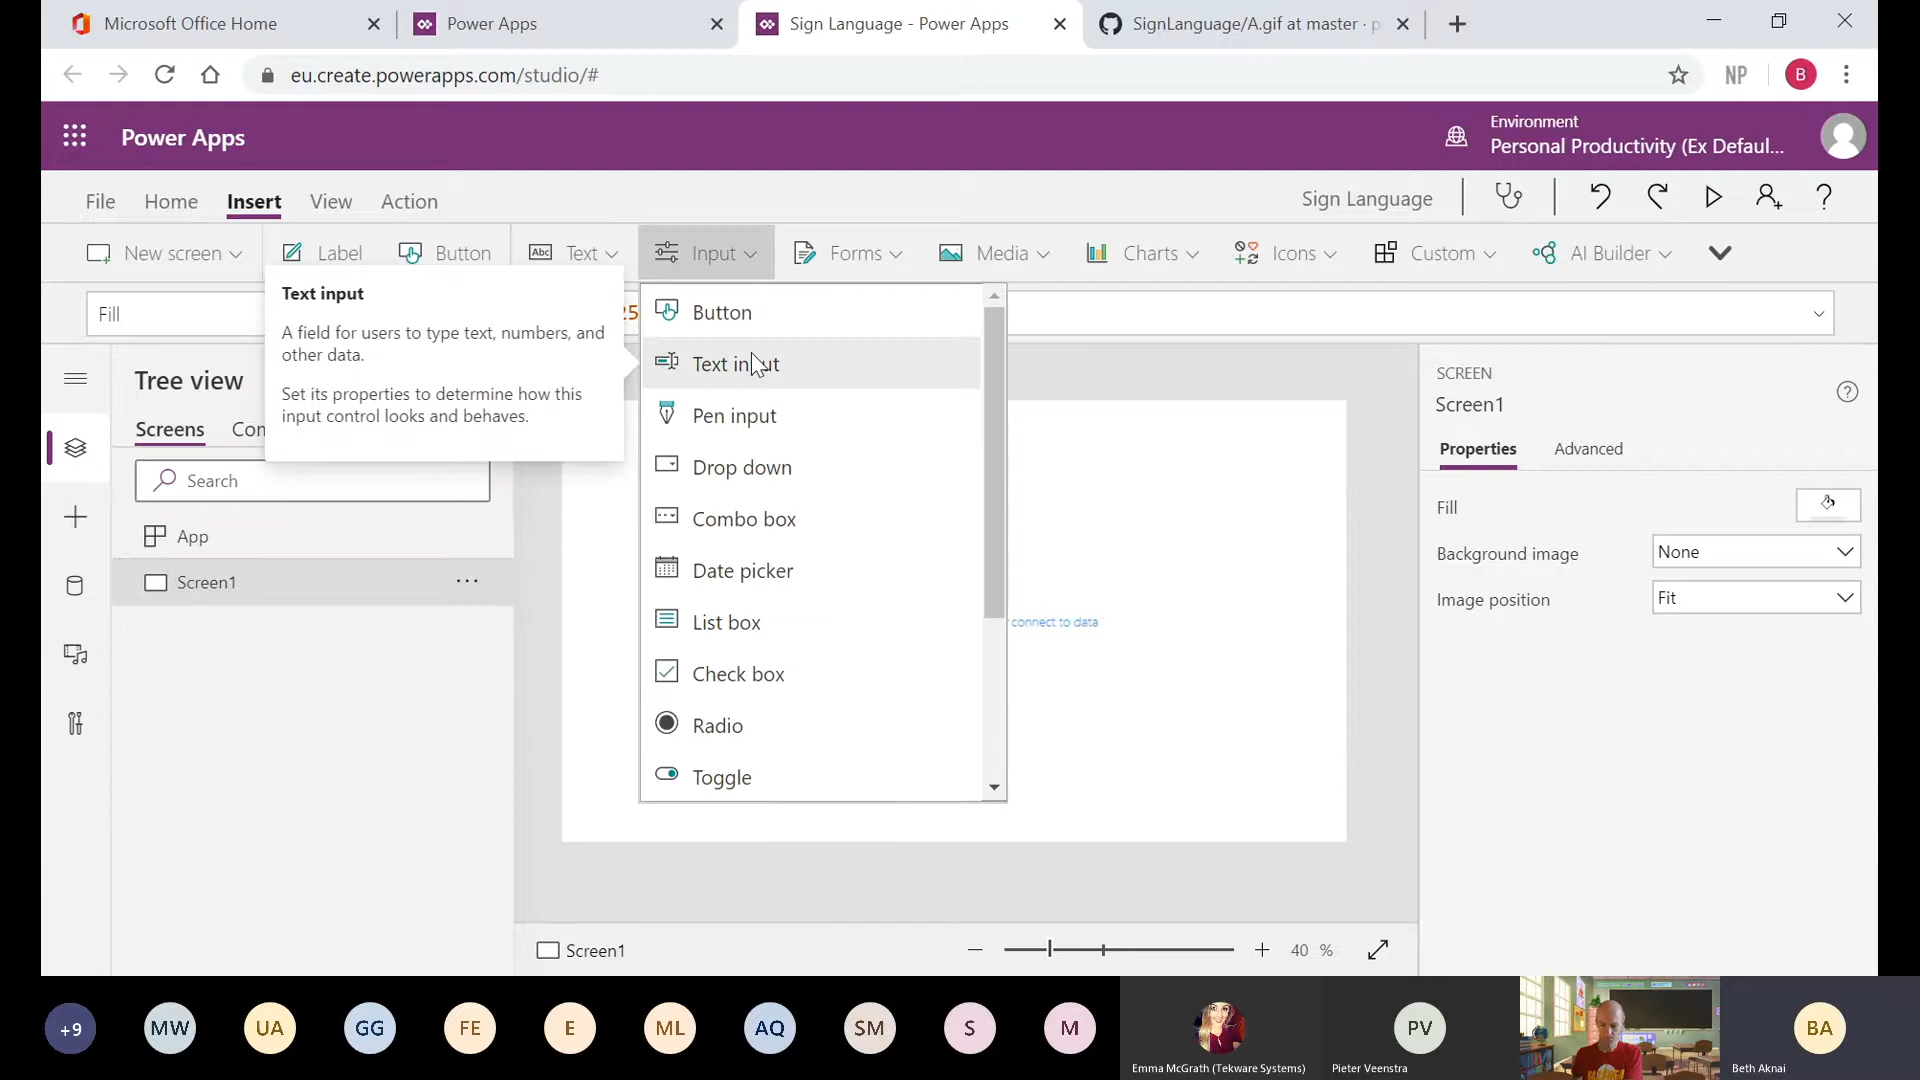 Microsoft Office Home
Power Apps
Sign Language - Power Apps
SignLanguage/A.gif at master · p
eu.create.powerapps.com/studio/#
NP
B
Power Apps
Environment
Personal Productivity (Ex Defaul...
File
Home
Insert
View
Action
Sign Language
New screen
Label
Button
Abc
Text
Input
Forms
Media
Charts
Icons
Custom
AI Builder
Fill
25
Text input
A field for users to type text, numbers, and
other data.
Set its properties to determine how this
input control looks and behaves.
Button
Text input
Pen input
Drop down
Combo box
Date picker
List box
Check box
Radio
Toggle
Tree view
Screens
Con
Search
App
Screen1
connect to data
SCREEN
Screen1
Properties
Advanced
Fill
Background image
None
Image position
Fit
Screen1
40 %
+9
MW
UA
GG
FE
E
ML
AQ
SM
S
M
PV
BA
Emma McGrath (Tekware Systems)
Pieter Veenstra
Beth Aknai